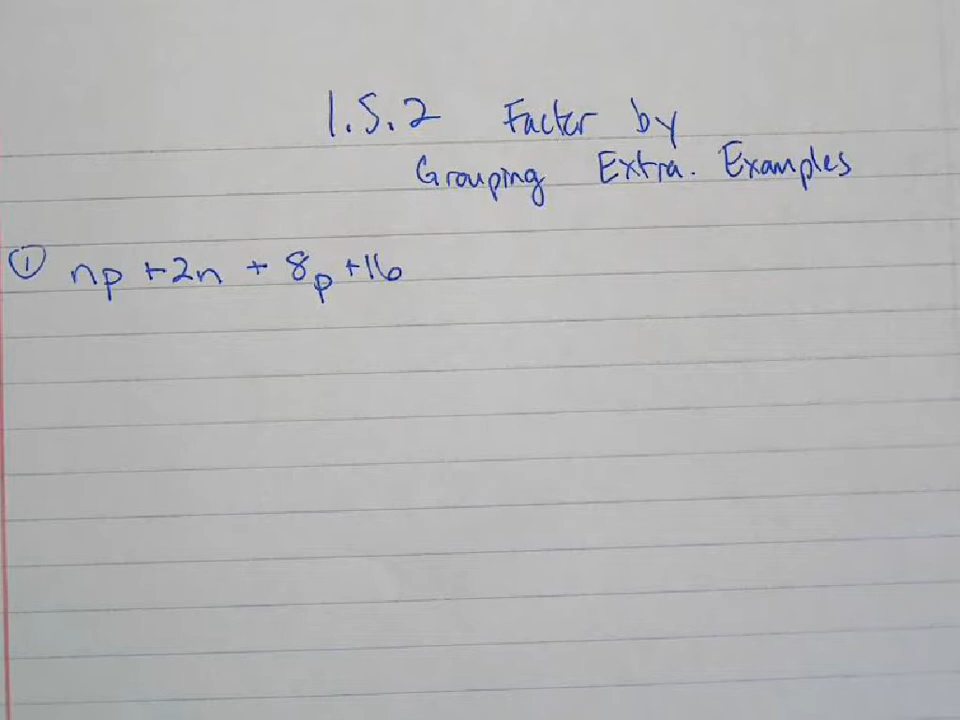 1.5.2 Factor by
Grouping Extra. Examples
① np +2n + 8p +16